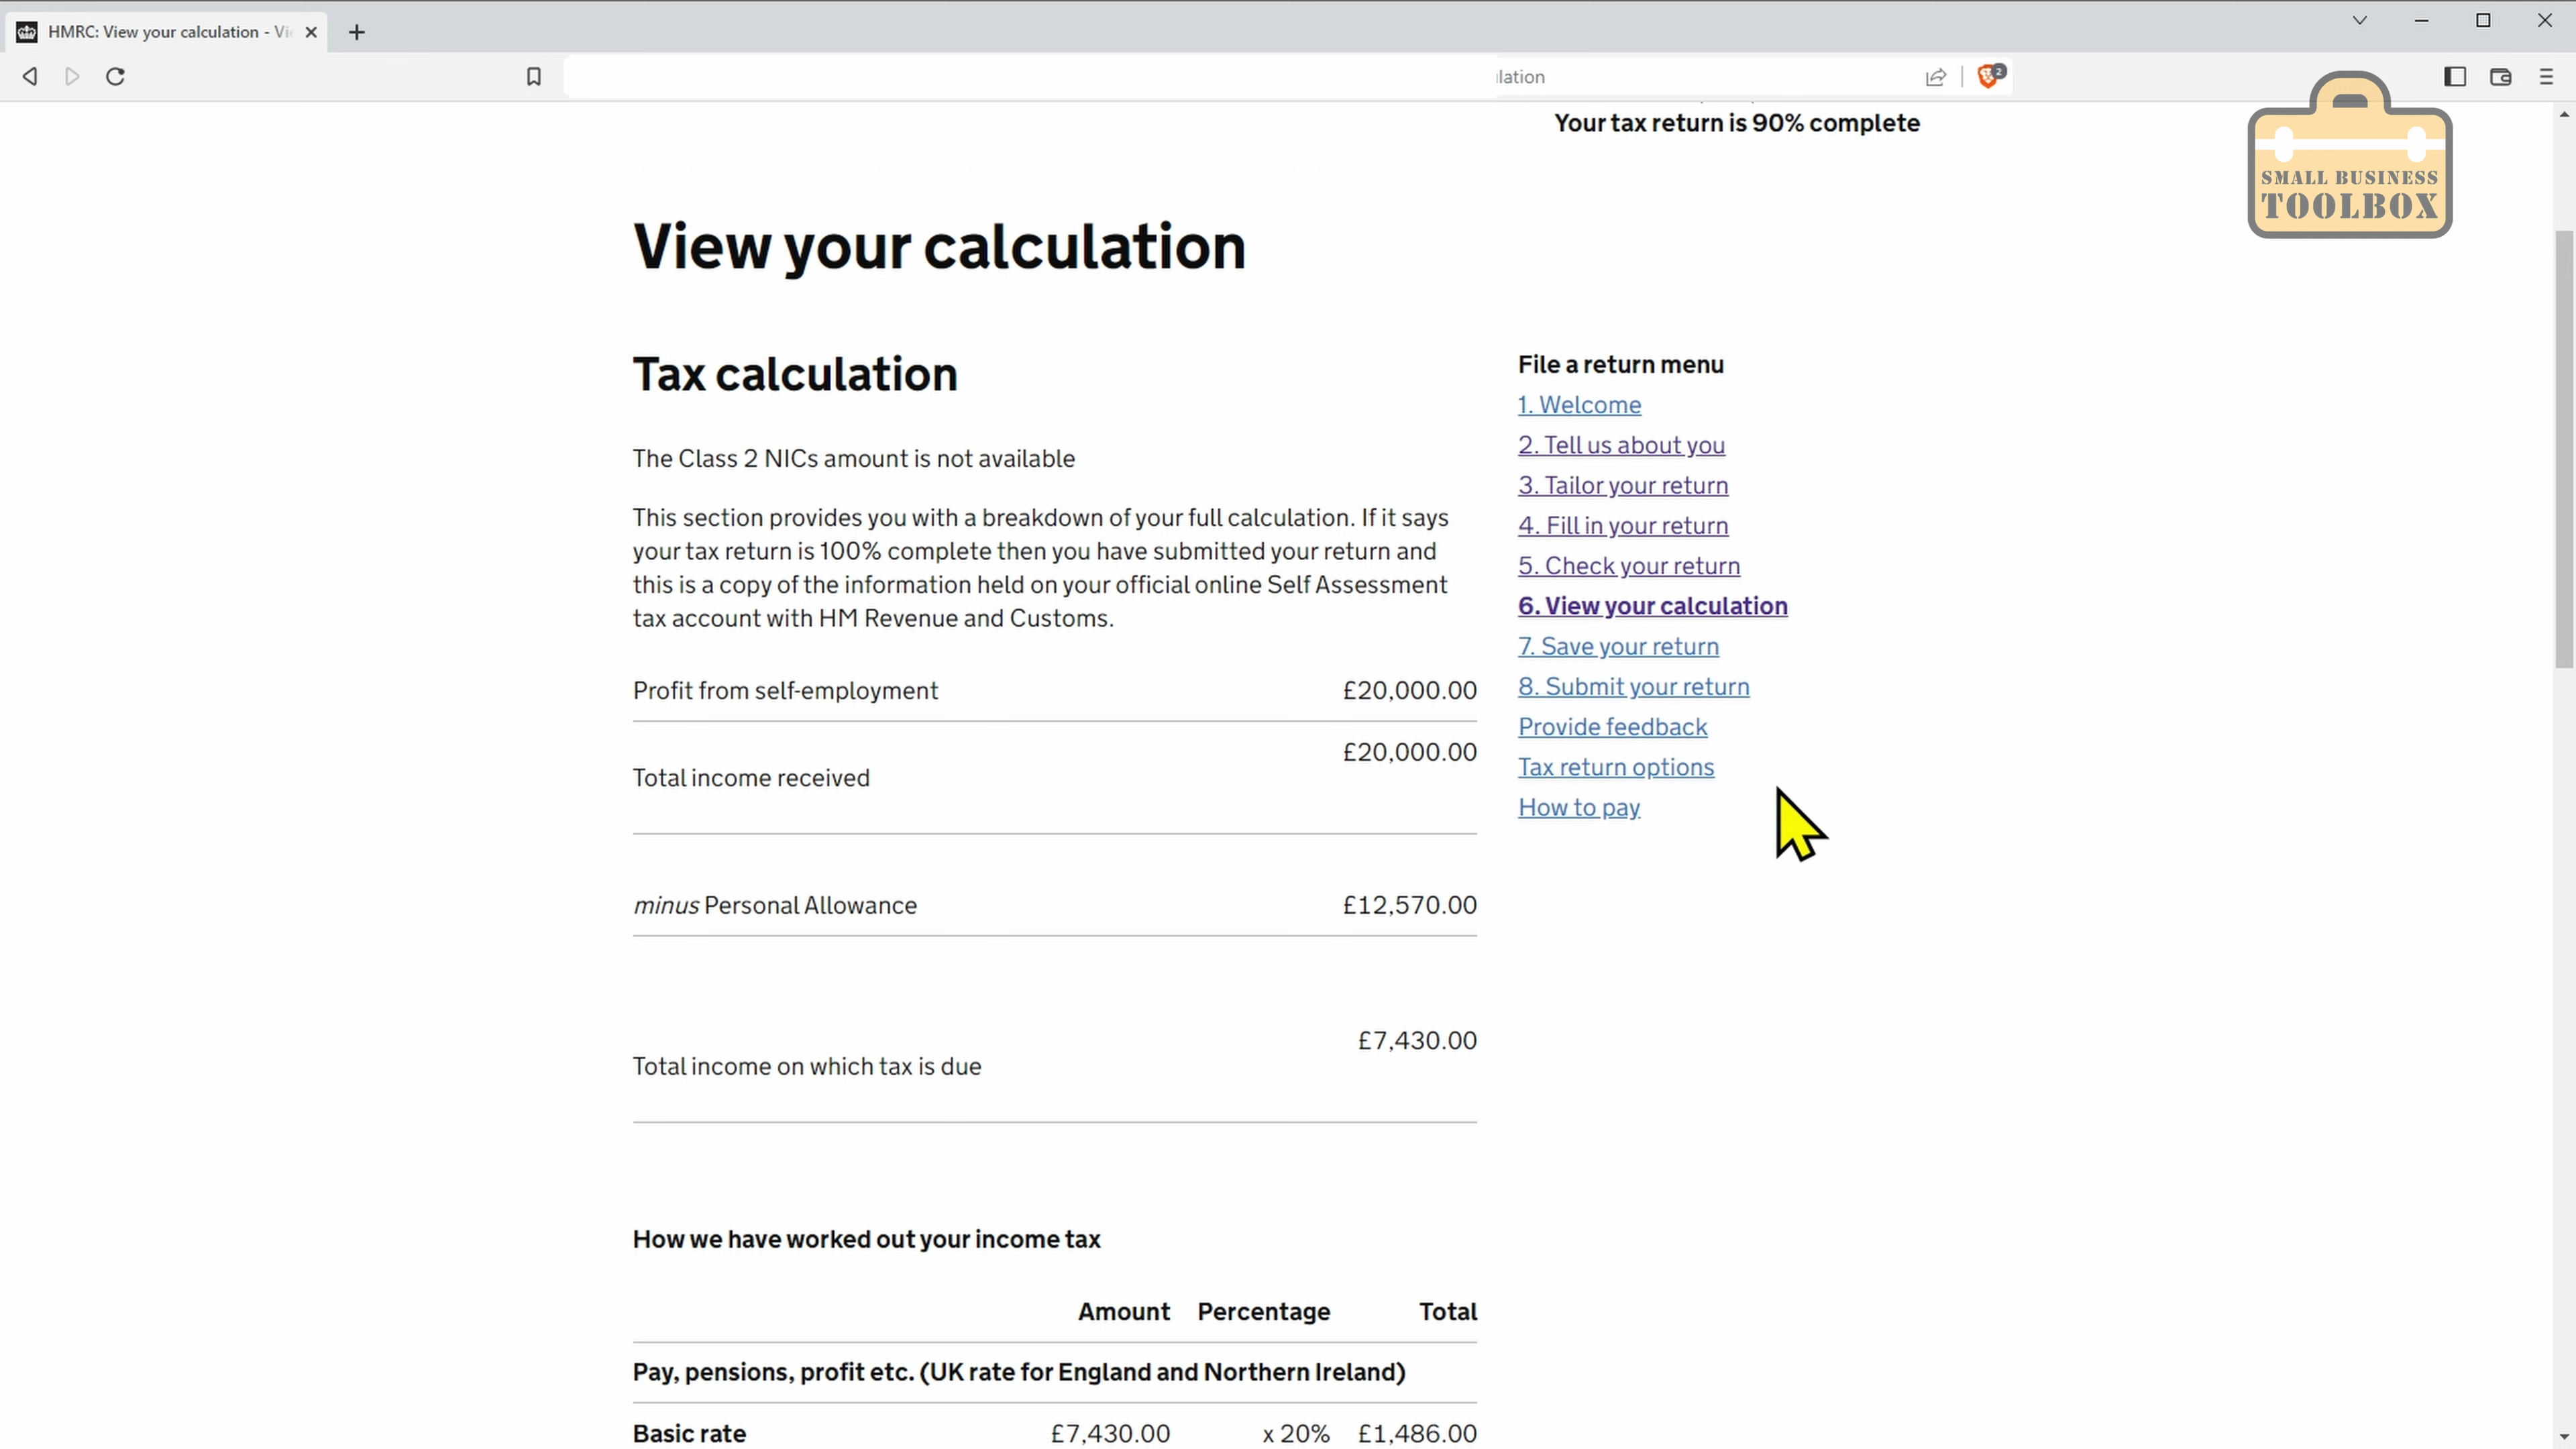 HMRC: View your calculation - Vi
lation
2
Your tax return is 90% complete
SMALL BUSINESS
TOOLBOX
View your calculation
Tax calculation
The Class 2 NICs amount is not available
This section provides you with a breakdown of your full calculation. If it says
your tax return is 100% complete then you have submitted your return and
this is a copy of the information held on your official online Self Assessment
tax account with HM Revenue and Customs.
Profit from self-employment £20,000.00
Total income received £20,000.00
minus Personal Allowance £12,570.00
Total income on which tax is due £7,430.00
How we have worked out your income tax
Amount Percentage Total
Pay, pensions, profit etc. (UK rate for England and Northern Ireland)
Basic rate £7,430.00 x 20% £1,486.00
File a return menu
1. Welcome
2. Tell us about you
3. Tailor your return
4. Fill in your return
5. Check your return
6. View your calculation
7. Save your return
8. Submit your return
Provide feedback
Tax return options
How to pay